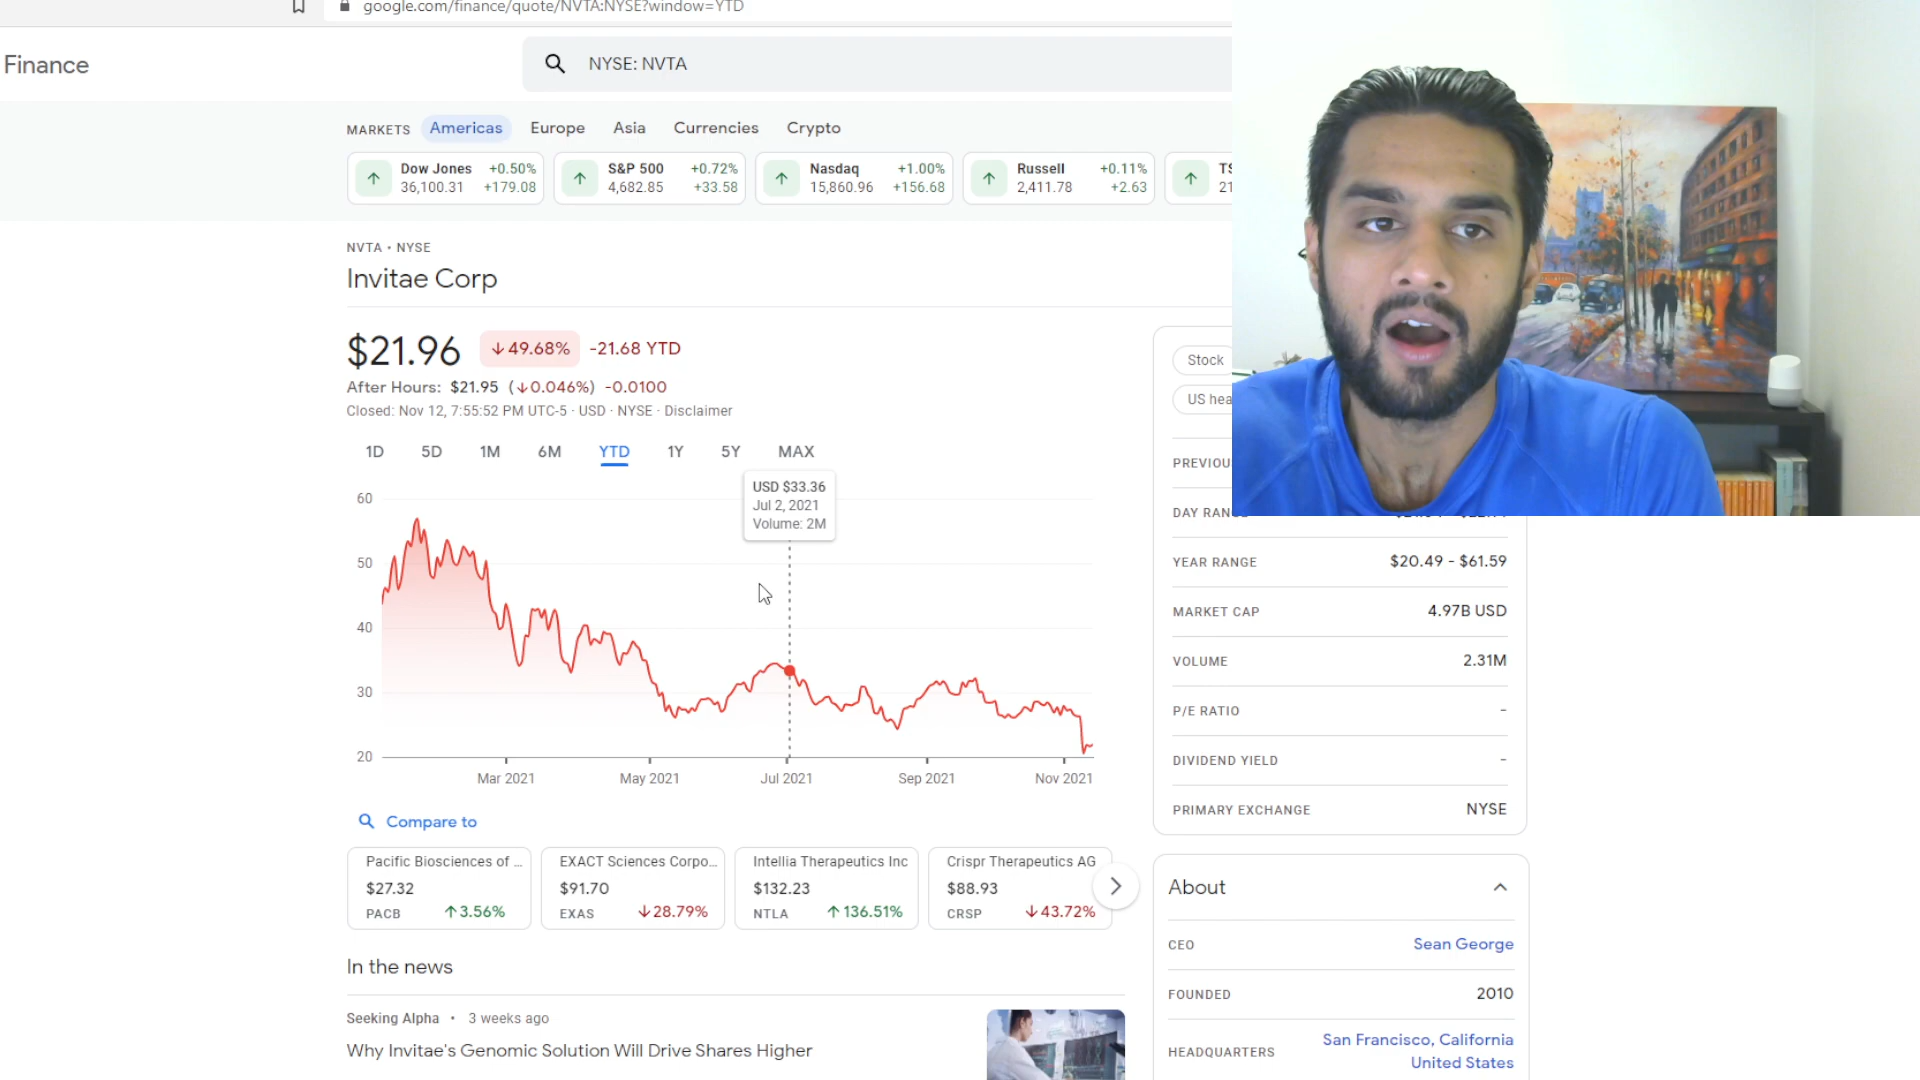 google.com/finance/quote/NVTA:NYSE?window=YTD
Finance
NYSE: NVTA
MARKETS Americas Europe Asia Currencies Crypto
Dow Jones +0.50% S&P 500 +0.72% Nasdaq +1.00% Russell +0.11%
36,100.31 +179.08 4,682.85 +33.58 15,860.96 +156.68 2,411.78 +2.63 21
NVTA • NYSE
Invitae Corp
$21.96 ↓49.68% -21.68 YTD
After Hours: $21.95 (↓0.046%) -0.0100
Closed: Nov 12, 7:55:52 PM UTC-5 · USD · NYSE · Disclaimer
1D 5D 1M 6M YTD 1Y 5Y MAX
USD $33.36
Jul 2, 2021
Volume: 2M
60
50
40
30
20
Mar 2021 May 2021 Jul 2021 Sep 2021 Nov 2021
Compare to
Pacific Biosciences of ...
$27.32
PACB ↑3.56%
EXACT Sciences Corpo...
$91.70
EXAS ↓28.79%
Intellia Therapeutics Inc
$132.23
NTLA ↑136.51%
Crispr Therapeutics AG
$88.93
CRSP ↓43.72%
In the news
Seeking Alpha • 3 weeks ago
Why Invitae's Genomic Solution Will Drive Shares Higher
Stock
US hea
PREVIOU
DAY RANG
YEAR RANGE $20.49 - $61.59
MARKET CAP 4.97B USD
VOLUME 2.31M
P/E RATIO -
DIVIDEND YIELD -
PRIMARY EXCHANGE NYSE
About
CEO Sean George
FOUNDED 2010
HEADQUARTERS San Francisco, California
United States